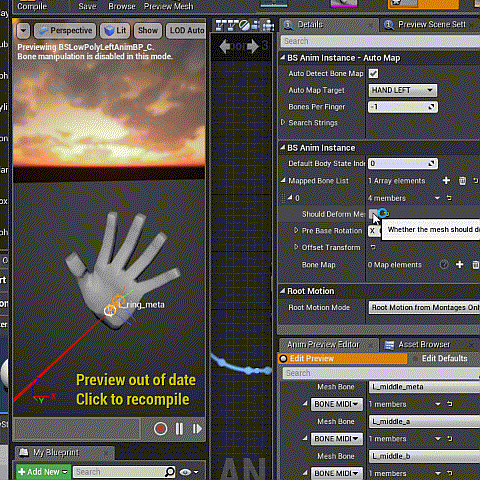 Compile
Save
Browse
Preview Mesh
Perspective
Lit
Show
LOD Auto
Previewing BSLowPolyLeftAnimBP_C.
Bone manipulation is disabled in this mode.
ring_meta
Preview out of date
Click to recompile
My Blueprint
Add New
Search
AN
Details
Preview Scene Sett
Search
BS Anim Instance - Auto Map
Auto Detect Bone Map
Auto Map Target
HAND LEFT
Bones Per Finger
-1
Search Strings
BS Anim Instance
Default Body State Inde
0
Mapped Bone List
1 Array elements
0
4 members
Should Deform Me
Whether the mesh should de
Pre Base Rotation
X
Offset Transform
Bone Map
0 Map elements
Root Motion
Root Motion Mode
Root Motion from Montages Onl
Anim Preview Editor
Asset Browser
Edit Preview
Edit Defaults
Search
Mesh Bone
L_middle_meta
BONE MIDI
1 members
Mesh Bone
L_middle_a
BONE MIDI
1 members
Mesh Bone
L_middle_b
BONE MIDI
1 members